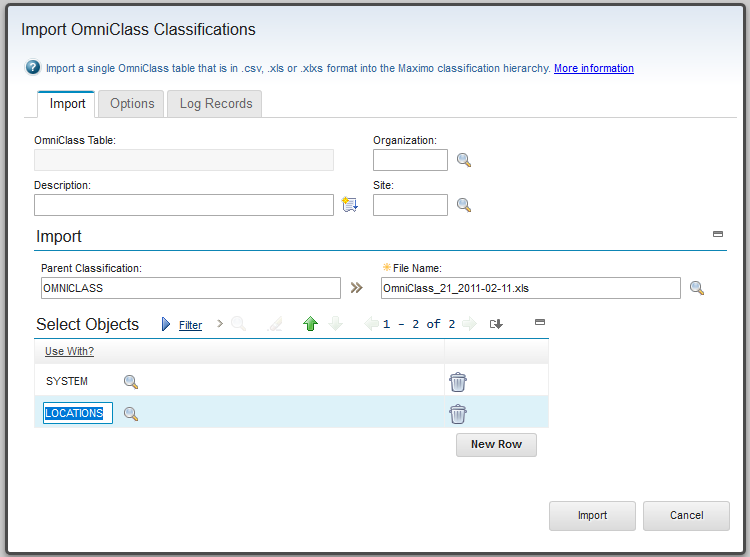 Import OmniClass Classifications
? Import a single OmniClass table that is in .csv, .xls or .xlxs format into the Maximo classification hierarchy. More information
Import Options Log Records
OmniClass Table: Organization:
Description: Site:
Import
Parent Classification: File Name:
OMNICLASS OmniClass_21_2011-02-11.xls
Select Objects Filter 1 - 2 of 2
Use With?
SYSTEM
LOCATIONS
New Row
Import Cancel